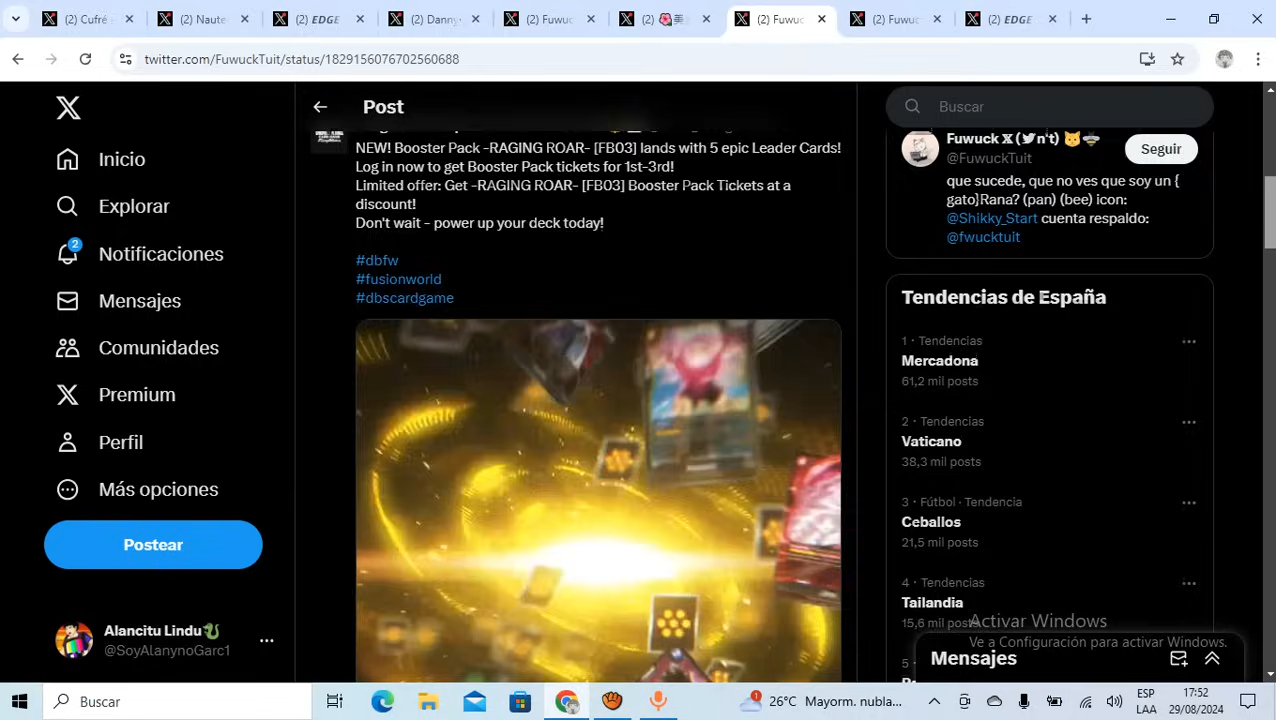 (2) Cufré
(2) Naute
(2) EDGE
(2) Danny
(2) Fuwuc
(2) 🌺美
(2) Fuwuc
(2) Fuwuc
(2) EDGE
twitter.com/FuwuckTuit/status/1829156076702560688
Inicio
Explorar
2
Notificaciones
Mensajes
Comunidades
Premium
Perfil
Más opciones
Postear
Alancitu Lindu🐍
@SoyAlanynoGarc1
Post
NEW! Booster Pack -RAGING ROAR- [FB03] lands with 5 epic Leader Cards!
Log in now to get Booster Pack tickets for 1st-3rd!
Limited offer: Get -RAGING ROAR- [FB03] Booster Pack Tickets at a
discount!
Don't wait - power up your deck today!
#dbfw
#fusionworld
#dbscardgame
Buscar
Fuwuck 𝕏 (🐦n't) 🐱🐝
@FuwuckTuit
Seguir
que sucede, que no ves que soy un {
gato}Rana? (pan) (bee) icon:
@Shikky_Start cuenta respaldo:
@fwucktuit
Tendencias de España
1 · Tendencias
Mercadona
61,2 mil posts
2 · Tendencias
Vaticano
38,3 mil posts
3 · Fútbol · Tendencia
Ceballos
21,5 mil posts
4 · Tendencias
Tailandia
15,6 mil posts
Activar Windows
Ve a Configuración para activar Windows.
5 ·
Mensajes
Buscar
1
26°C Mayorm. nubla...
ESP
LAA
17:52
29/08/2024